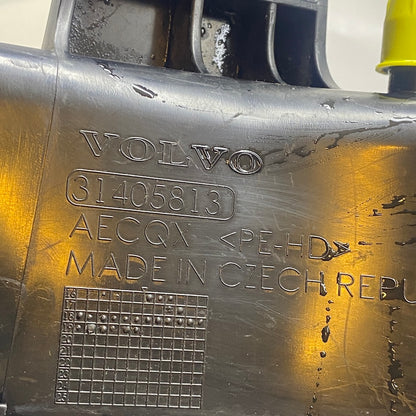 VOLVO
31405813
AECQX <PE-HD>
MADE IN CZECH REPU